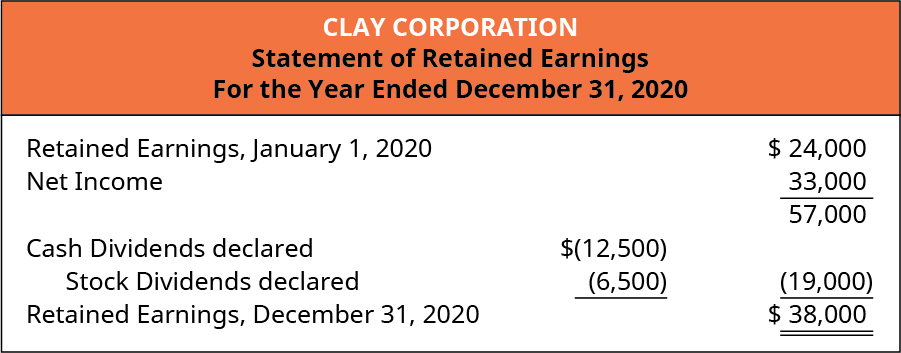 CLAY CORPORATION
Statement of Retained Earnings
For the Year Ended December 31, 2020
Retained Earnings, January 1, 2020 $ 24,000
Net Income 33,000
57,000
Cash Dividends declared $(12,500)
Stock Dividends declared (6,500) (19,000)
Retained Earnings, December 31, 2020 $ 38,000